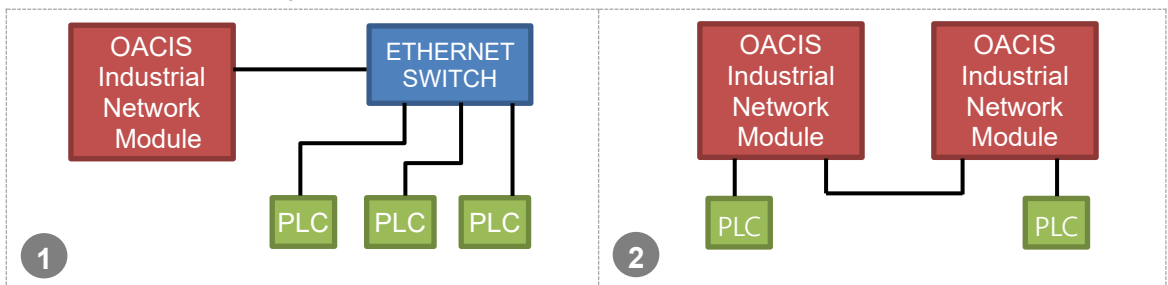 OACIS
Industrial
Network
Module
ETHERNET
SWITCH
PLC
PLC
PLC
1
OACIS
Industrial
Network
Module
OACIS
Industrial
Network
Module
PLC
PLC
2